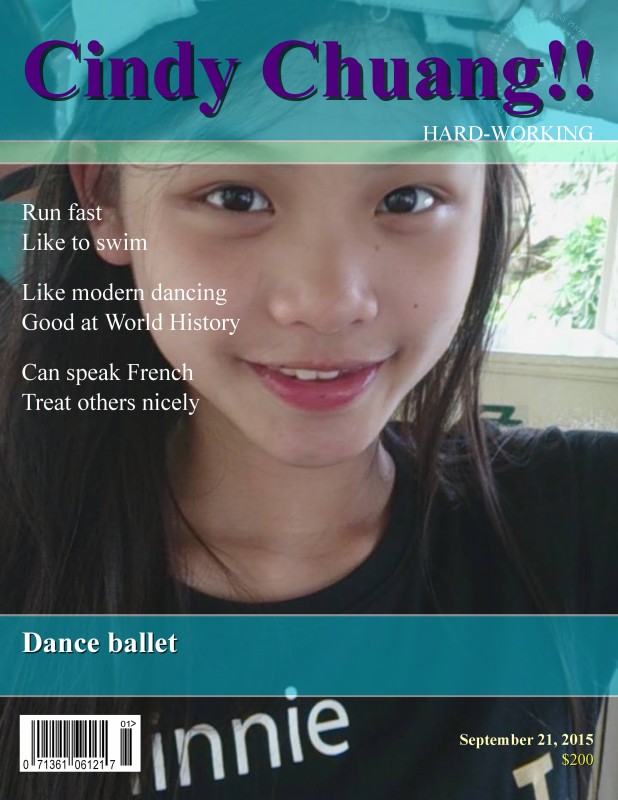 Cindy Chuang!!
HARD-WORKING
Run fast
Like to swim
Like modern dancing
Good at World History
Can speak French
Treat others nicely
Dance ballet
innie
01>
0 71361 06121 7
September 21, 2015
$200